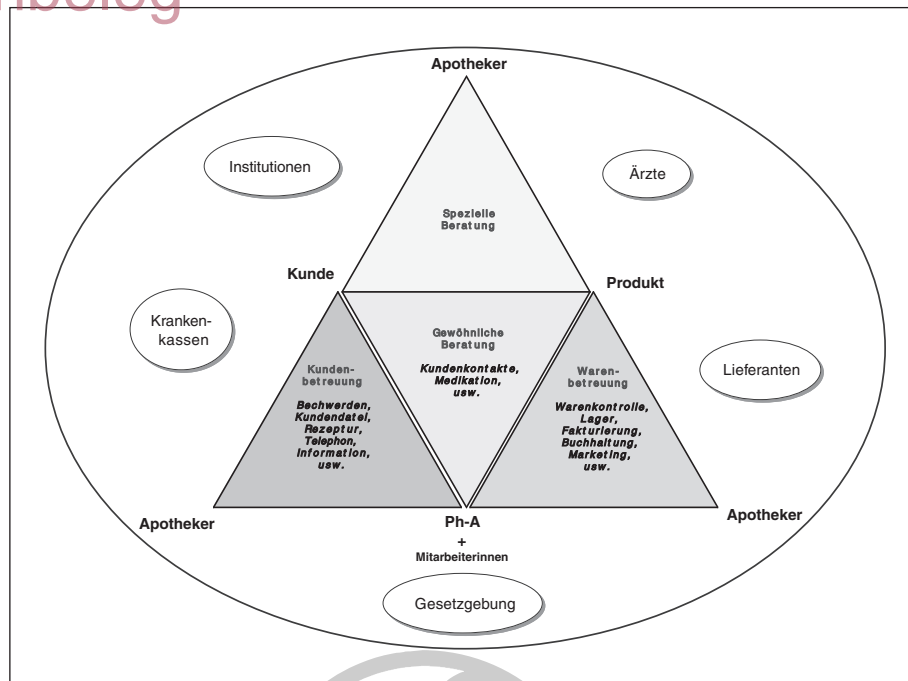 Apotheker
Institutionen
Ärzte
Spezielle
Beratung
Kunde
Produkt
Kranken-
kassen
Gewöhnliche
Beratung
Kundenkontakte,
Medikation,
usw.
Kunden-
betreuung
Bechwerden,
Kundendatei,
Rezeptur,
Telephon,
Information,
usw.
Waren-
betreuung
Warenkontrolle,
Lager,
Fakturierung,
Buchhaltung,
Marketing,
usw.
Lieferanten
Apotheker
Ph-A
+
Mitarbeiterinnen
Apotheker
Gesetzgebung